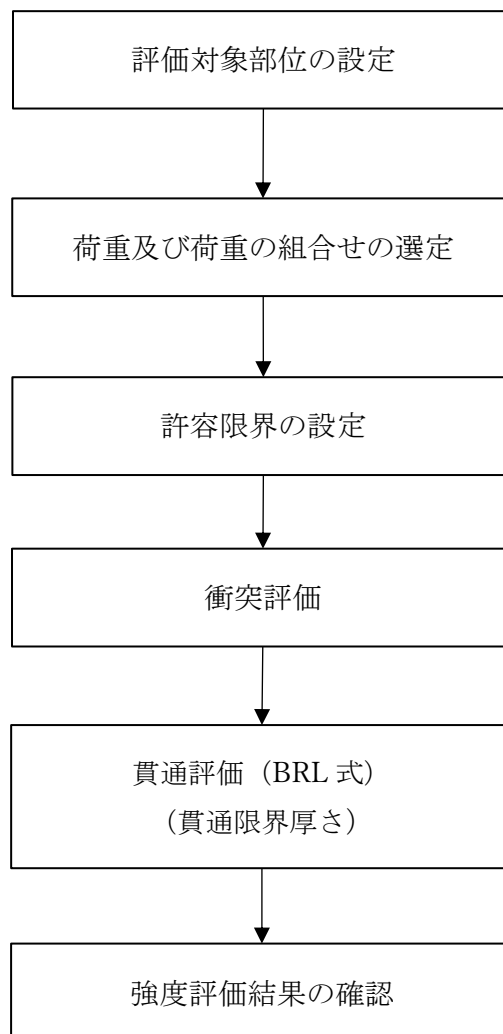 評価対象部位の設定
荷重及び荷重の組合せの選定
許容限界の設定
衝突評価
貫通評価（BRL 式）
（貫通限界厚さ）
強度評価結果の確認